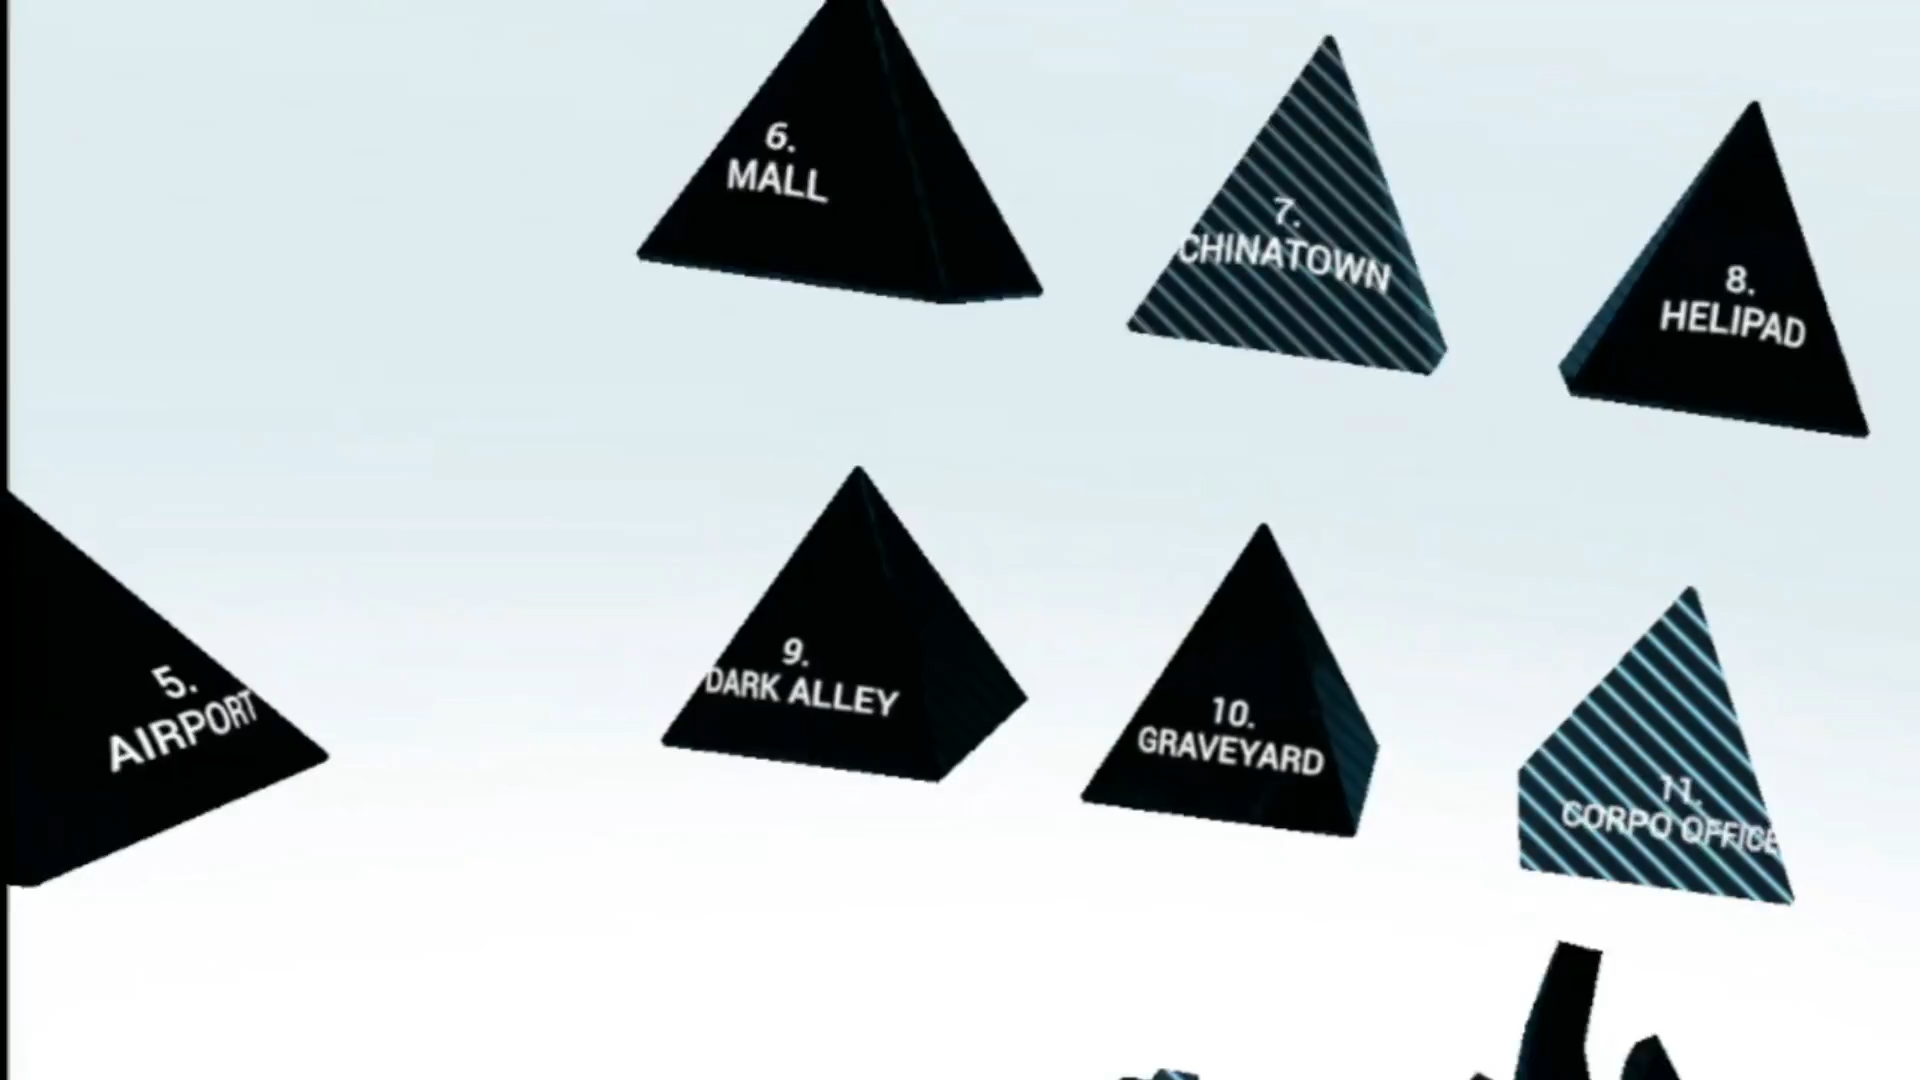 6.
MALL
7.
CHINATOWN
8.
HELIPAD
5.
AIRPORT
9.
DARK ALLEY
10.
GRAVEYARD
11.
CORPO OFFICE